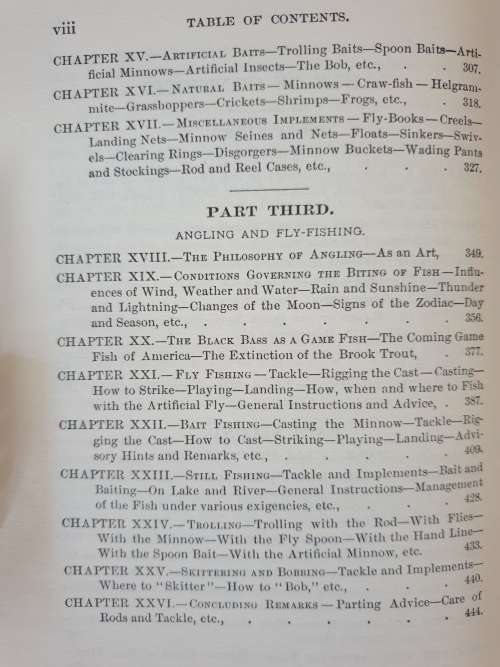 viii
TABLE OF CONTENTS.
CHAPTER XV.—Artificial Baits—Trolling Baits—Spoon Baits—Arti-
ficial Minnows—Artificial Insects—The Bob, etc., . . 307.
CHAPTER XVI.—Natural Baits—Minnows—Craw-fish—Helgram-
mite—Grasshoppers—Crickets—Shrimps—Frogs, etc., . 318.
CHAPTER XVII.—Miscellaneous Implements—Fly-Books—Creels—
Landing Nets—Minnow Seines and Nets—Floats—Sinkers—Swiv-
els—Clearing Rings—Disgorgers—Minnow Buckets—Wading Pants
and Stockings—Rod and Reel Cases, etc., . . . 327.
PART THIRD.
ANGLING AND FLY-FISHING.
CHAPTER XVIII.—The Philosophy of Angling—As an Art, 349.
CHAPTER XIX.—Conditions Governing the Biting of Fish—Influ-
ences of Wind, Weather and Water—Rain and Sunshine—Thunder
and Lightning—Changes of the Moon—Signs of the Zodiac—Day
and Season, etc., . . . . . . . 356.
CHAPTER XX.—The Black Bass as a Game Fish—The Coming Game
Fish of America—The Extinction of the Brook Trout, . 377.
CHAPTER XXI.—Fly Fishing—Tackle—Rigging the Cast—Casting—
How to Strike—Playing—Landing—How, when and where to Fish
with the Artificial Fly—General Instructions and Advice, . 387.
CHAPTER XXII.—Bait Fishing—Casting the Minnow—Tackle—Rig-
ging the Cast—How to Cast—Striking—Playing—Landing—Advi-
sory Hints and Remarks, etc., . . . . . 409.
CHAPTER XXIII.—Still Fishing—Tackle and Implements—Bait and
Baiting—On Lake and River—General Instructions—Management
of the Fish under various exigencies, etc., . . . 428.
CHAPTER XXIV.—Trolling—Trolling with the Rod—With Flies—
With the Minnow—With the Fly Spoon—With the Hand Line—
With the Spoon Bait—With the Artificial Minnow, etc. 433.
CHAPTER XXV.—Skittering and Bobbing—Tackle and Implements—
Where to "Skitter"—How to "Bob," etc., . . . 440.
CHAPTER XXVI.—Concluding Remarks—Parting Advice—Care of
Rods and Tackle, etc., . . . . . . 444.